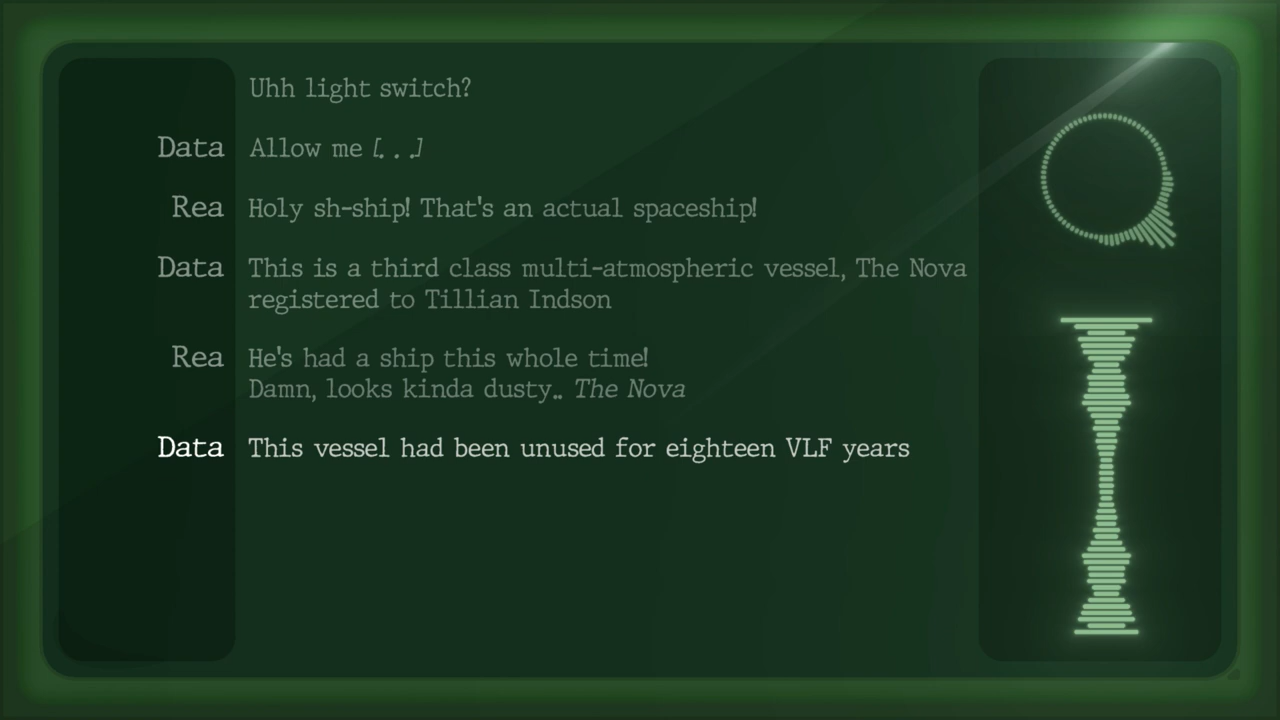 Uhh light switch?
Data Allow me [...]
Rea Holy sh-ship! That's an actual spaceship!
Data This is a third class multi-atmospheric vessel, The Nova
registered to Tillian Indson
Rea He's had a ship this whole time!
Damn, looks kinda dusty.. The Nova
Data This vessel had been unused for eighteen VLF years